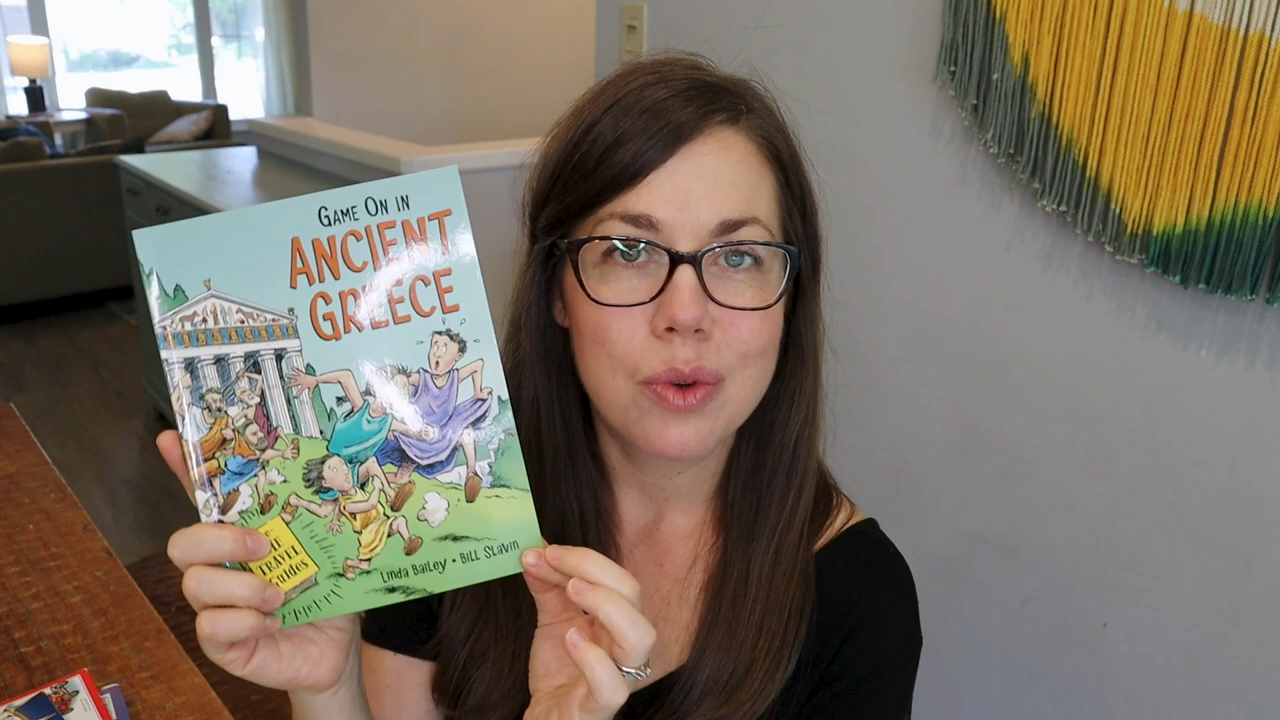 GAME ON IN
ANCIENT
GREECE
TRAVEL
Guides
Linda Bailey • Bill Slavin